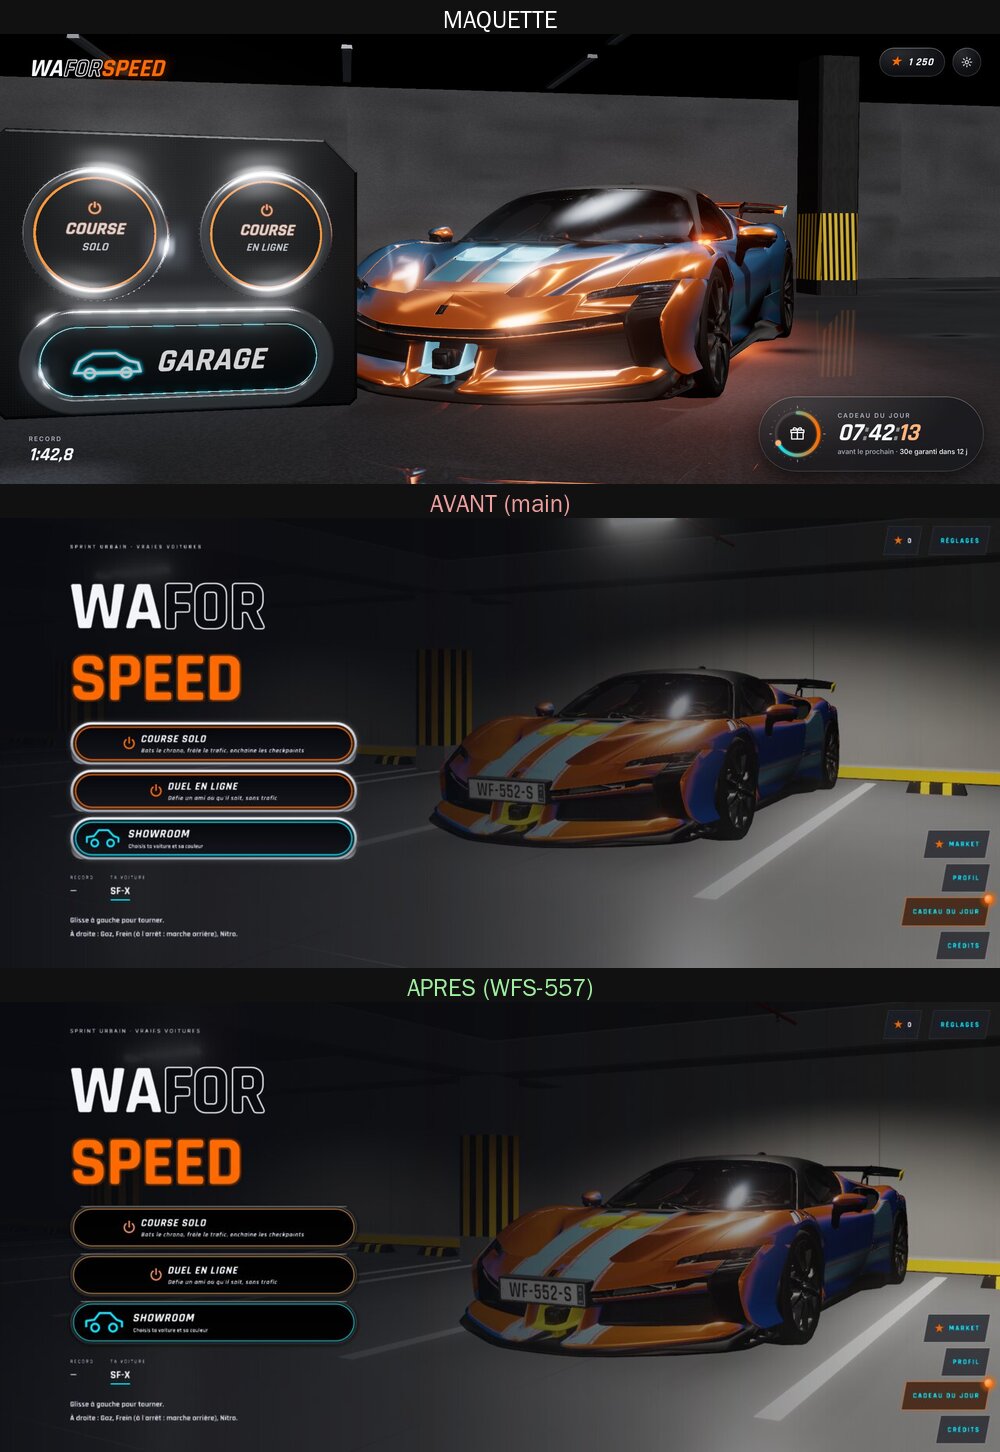 MAQUETTE
WAFORSPEED
★ 1 250
COURSE
SOLO
COURSE
EN LIGNE
GARAGE
RECORD
1:42,8
CADEAU DU JOUR
07:42:13
avant le prochain · 30e garanti dans 12 j
AVANT (main)
SPRINT URBAIN · VRAIES VOITURES
★ 0
RÉGLAGES
WAFOR
SPEED
COURSE SOLO
Bats le chrono, frôle le trafic, enchaîne les checkpoints
DUEL EN LIGNE
Défie un ami ou qu'il soit, sans trafic
SHOWROOM
Choisis ta voiture et sa couleur
WF-552-S
RECORD
TA VOITURE
—
SF-X
Glisse à gauche pour tourner.
À droite : Gaz, Frein (à l'arrêt : marche arrière), Nitro.
★ MARKET
PROFIL
CADEAU DU JOUR
CRÉDITS
APRES (WFS-557)
SPRINT URBAIN · VRAIES VOITURES
★ 0
RÉGLAGES
WAFOR
SPEED
COURSE SOLO
Bats le chrono, frôle le trafic, enchaîne les checkpoints
DUEL EN LIGNE
Défie un ami ou qu'il soit, sans trafic
SHOWROOM
Choisis ta voiture et sa couleur
WF-552-S
RECORD
TA VOITURE
—
SF-X
Glisse à gauche pour tourner.
À droite : Gaz, Frein (à l'arrêt : marche arrière), Nitro.
★ MARKET
PROFIL
CADEAU DU JOUR
CRÉDITS